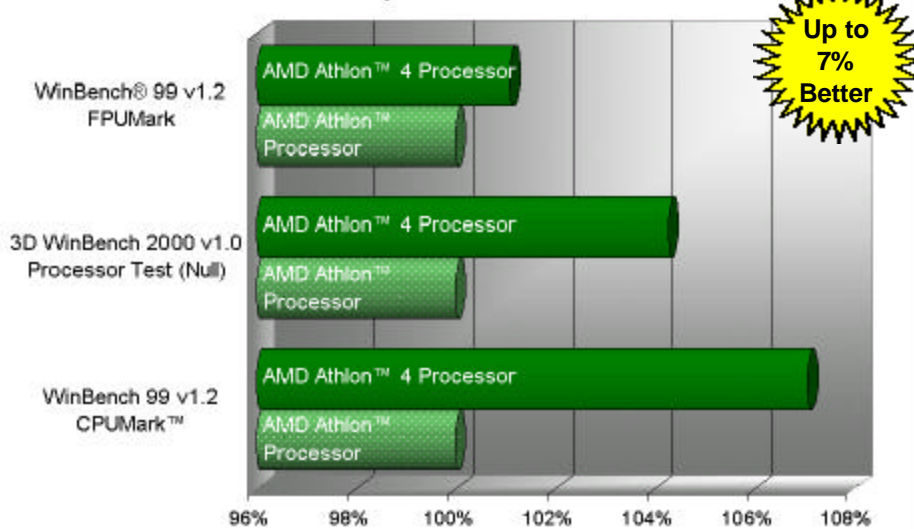 Up to
7%
Better
WinBench® 99 v1.2
FPUMark
AMD Athlon™ 4 Processor
AMD Athlon™
Processor
3D WinBench 2000 v1.0
Processor Test (Null)
AMD Athlon™ 4 Processor
AMD Athlon™
Processor
WinBench 99 v1.2
CPUMark™
AMD Athlon™ 4 Processor
AMD Athlon™
Processor
96% 98% 100% 102% 104% 106% 108%